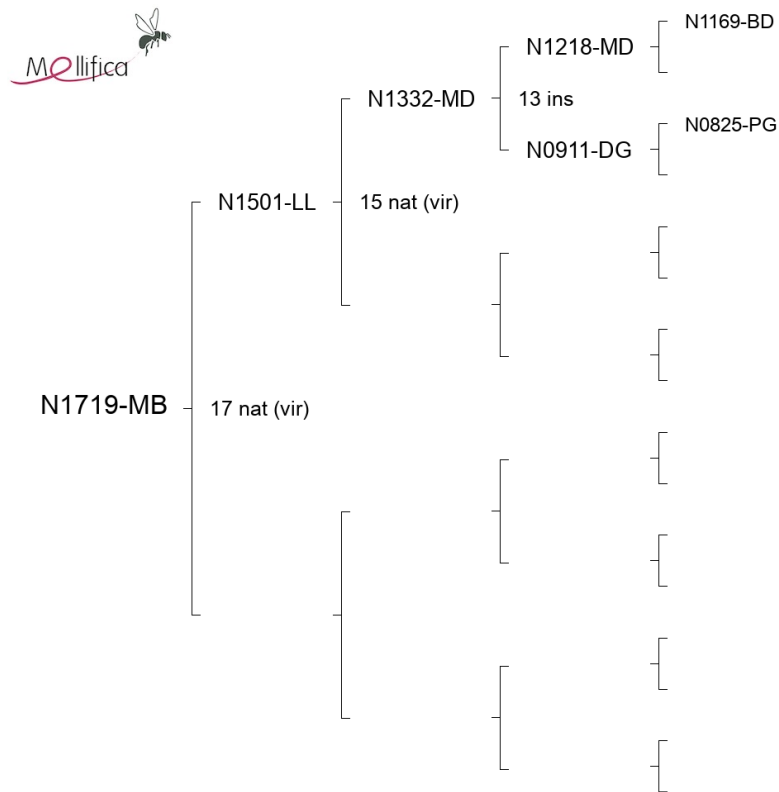 Mellifica
N1169-BD
N1218-MD
N1332-MD
13 ins
N0825-PG
N0911-DG
N1501-LL
15 nat (vir)
N1719-MB
17 nat (vir)